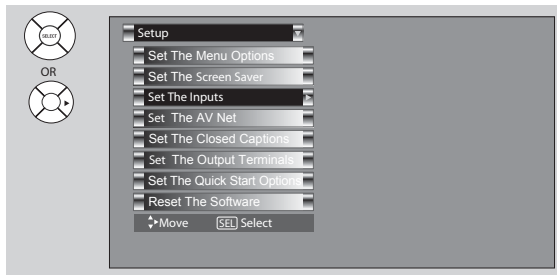 SELECT
OR
Setup
Set The Menu Options
Set The Screen Saver
Set The Inputs
Set The AV Net
Set The Closed Captions
Set The Output Terminals
Set The Quick Start Options
Reset The Software
Move SEL Select